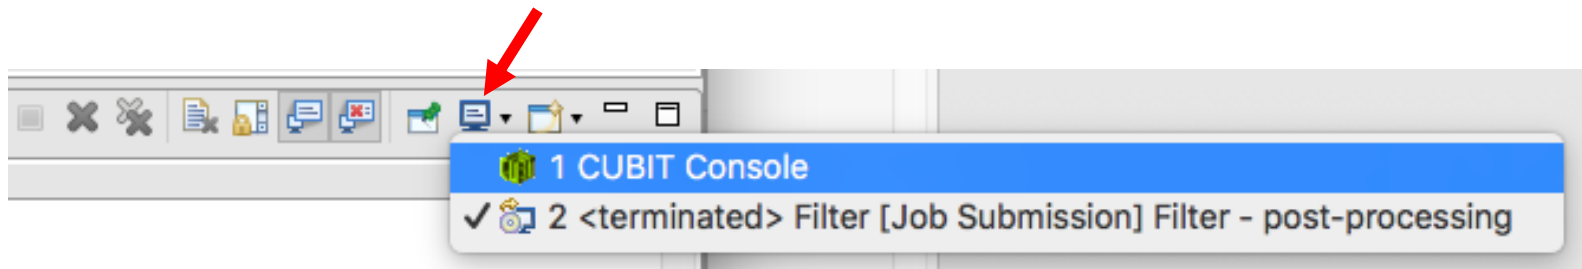 1 CUBIT Console
2 <terminated> Filter [Job Submission] Filter - post-processing